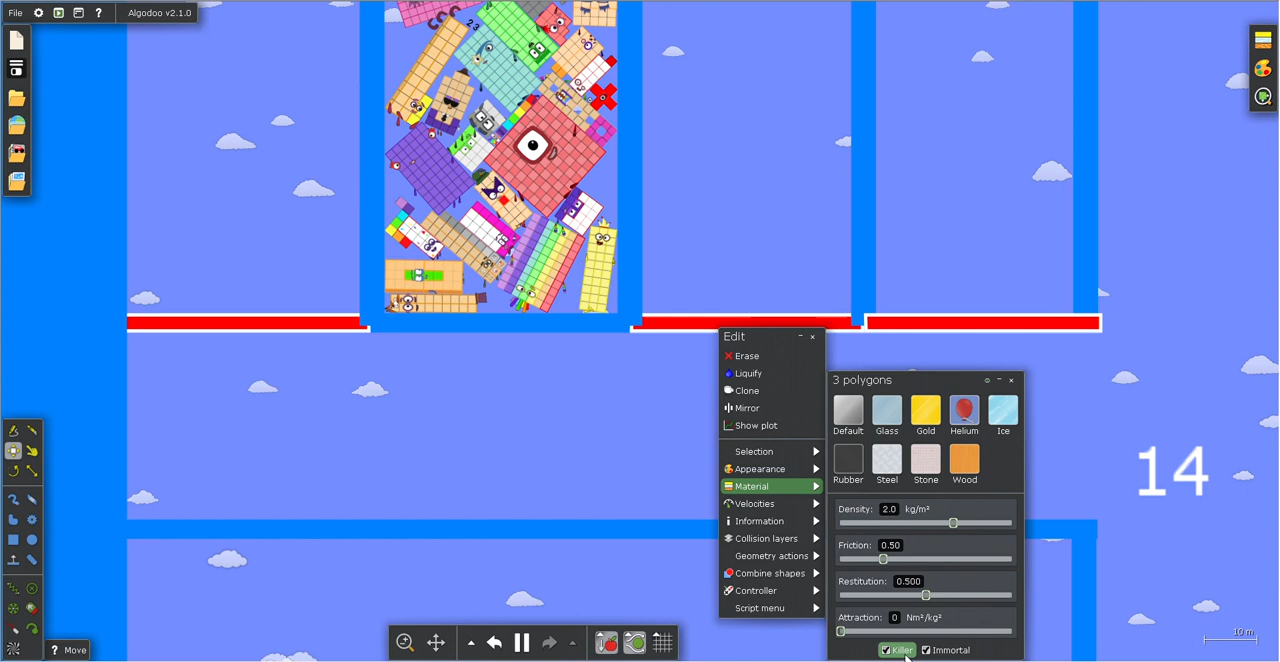 File ? Algodoo v2.1.0
23
Edit
Erase
Liquify
Clone
Mirror
Show plot
Selection
Appearance
Material
Velocities
Information
Collision layers
Geometry actions
Combine shapes
Controller
Script menu
3 polygons
Default Glass Gold Helium Ice
Rubber Steel Stone Wood
Density: 2.0 kg/m²
Friction: 0.50
Restitution: 0.500
Attraction: 0 Nm²/kg²
Killer Immortal
14
10 m
? Move